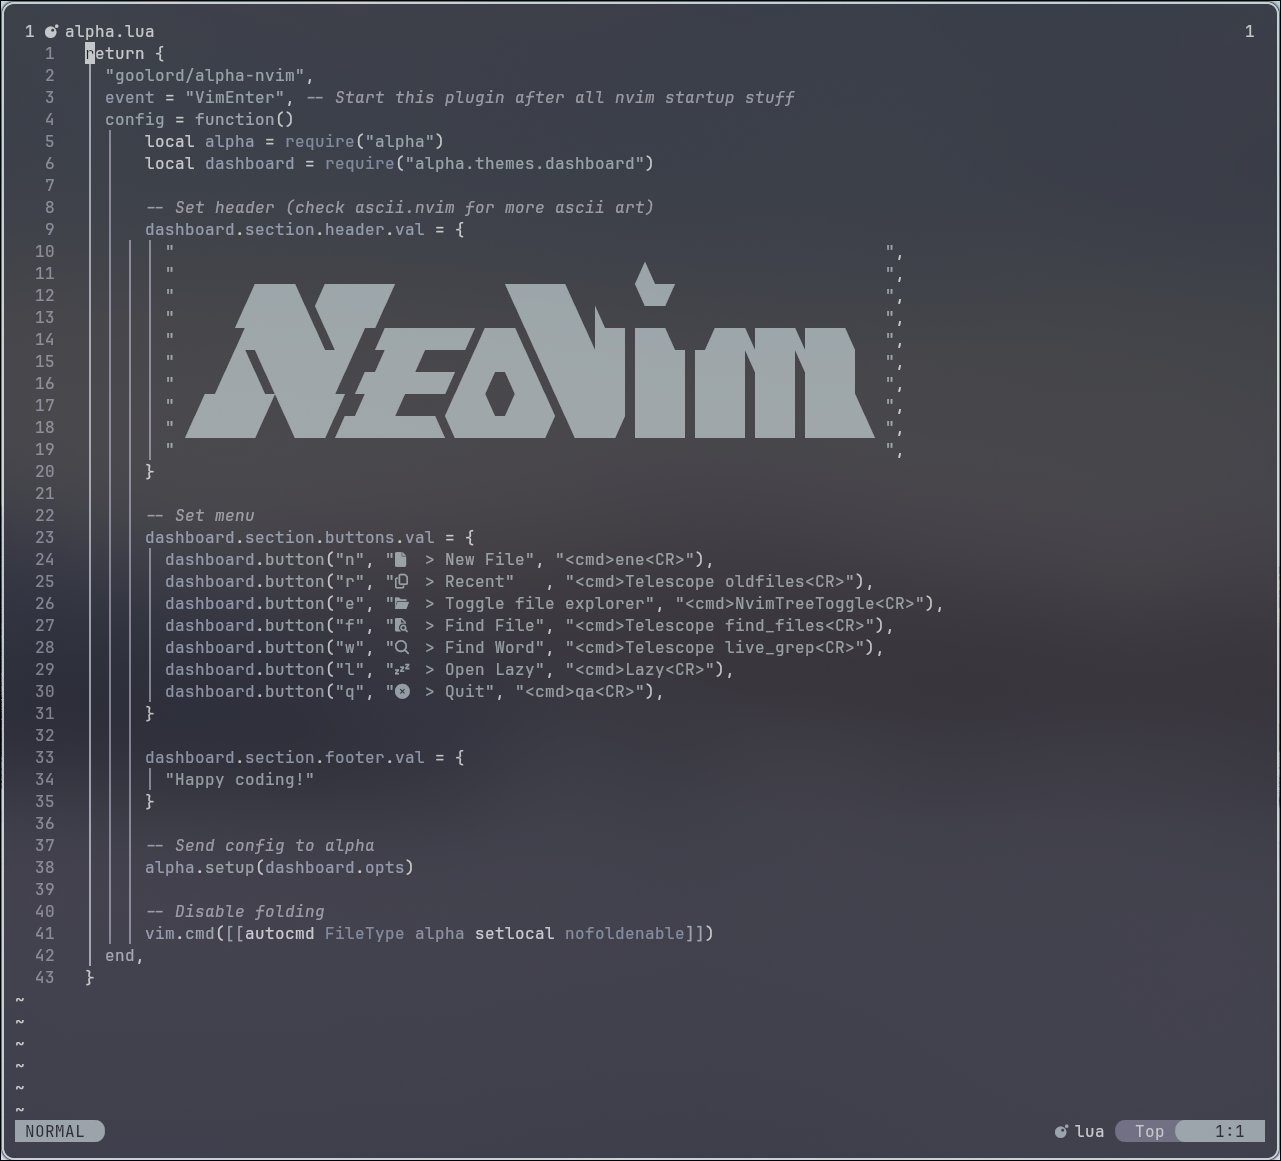 1 alpha.lua 1
1 return {
2 "goolord/alpha-nvim",
3 event = "VimEnter", -- Start this plugin after all nvim startup stuff
4 config = function()
5 local alpha = require("alpha")
6 local dashboard = require("alpha.themes.dashboard")
7
8 -- Set header (check ascii.nvim for more ascii art)
9 dashboard.section.header.val = {
10 " ",
11 " ",
12 " ",
13 " ",
14 " NEOVIM ",
15 " ",
16 " ",
17 " ",
18 " ",
19 " ",
20 }
21
22 -- Set menu
23 dashboard.section.buttons.val = {
24 dashboard.button("n", " > New File", "<cmd>ene<CR>"),
25 dashboard.button("r", " > Recent" , "<cmd>Telescope oldfiles<CR>"),
26 dashboard.button("e", " > Toggle file explorer", "<cmd>NvimTreeToggle<CR>"),
27 dashboard.button("f", " > Find File", "<cmd>Telescope find_files<CR>"),
28 dashboard.button("w", " > Find Word", "<cmd>Telescope live_grep<CR>"),
29 dashboard.button("l", " > Open Lazy", "<cmd>Lazy<CR>"),
30 dashboard.button("q", " > Quit", "<cmd>qa<CR>"),
31 }
32
33 dashboard.section.footer.val = {
34 "Happy coding!"
35 }
36
37 -- Send config to alpha
38 alpha.setup(dashboard.opts)
39
40 -- Disable folding
41 vim.cmd([[autocmd FileType alpha setlocal nofoldenable]])
42 end,
43 }
~
~
~
~
~
~
NORMAL lua Top 1:1